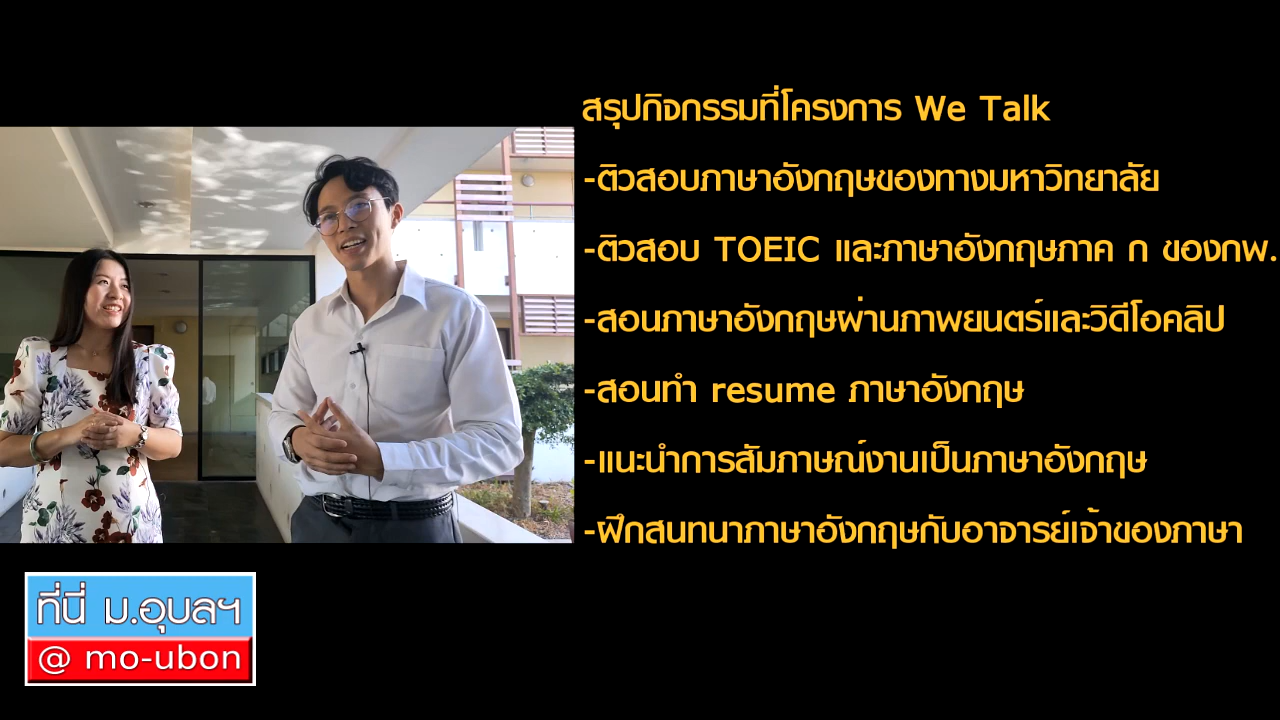 สรุปกิจกรรมที่โครงการ We Talk
-ติวสอบภาษาอังกฤษของทางมหาวิทยาลัย
-ติวสอบ TOEIC และภาษาอังกฤษภาค ก ของกพ.
-สอนภาษาอังกฤษผ่านภาพยนตร์และวิดีโอคลิป
-สอนทำ resume ภาษาอังกฤษ
-แนะนำการสัมภาษณ์งานเป็นภาษาอังกฤษ
-ฝึกสนทนาภาษาอังกฤษกับอาจารย์เจ้าของภาษา
ที่นี่ ม.อุบลฯ
@ mo-ubon